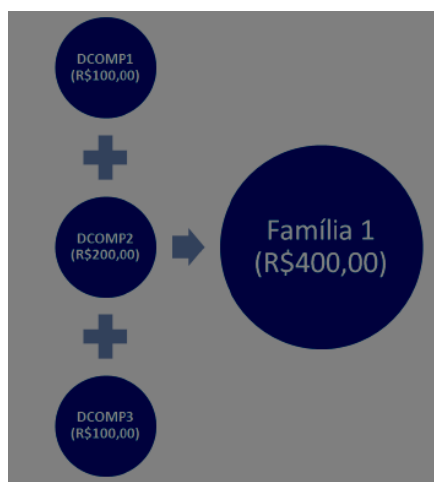 DCOMP1
(R$100,00)
DCOMP2
(R$200,00)
DCOMP3
(R$100,00)
Família 1
(R$400,00)